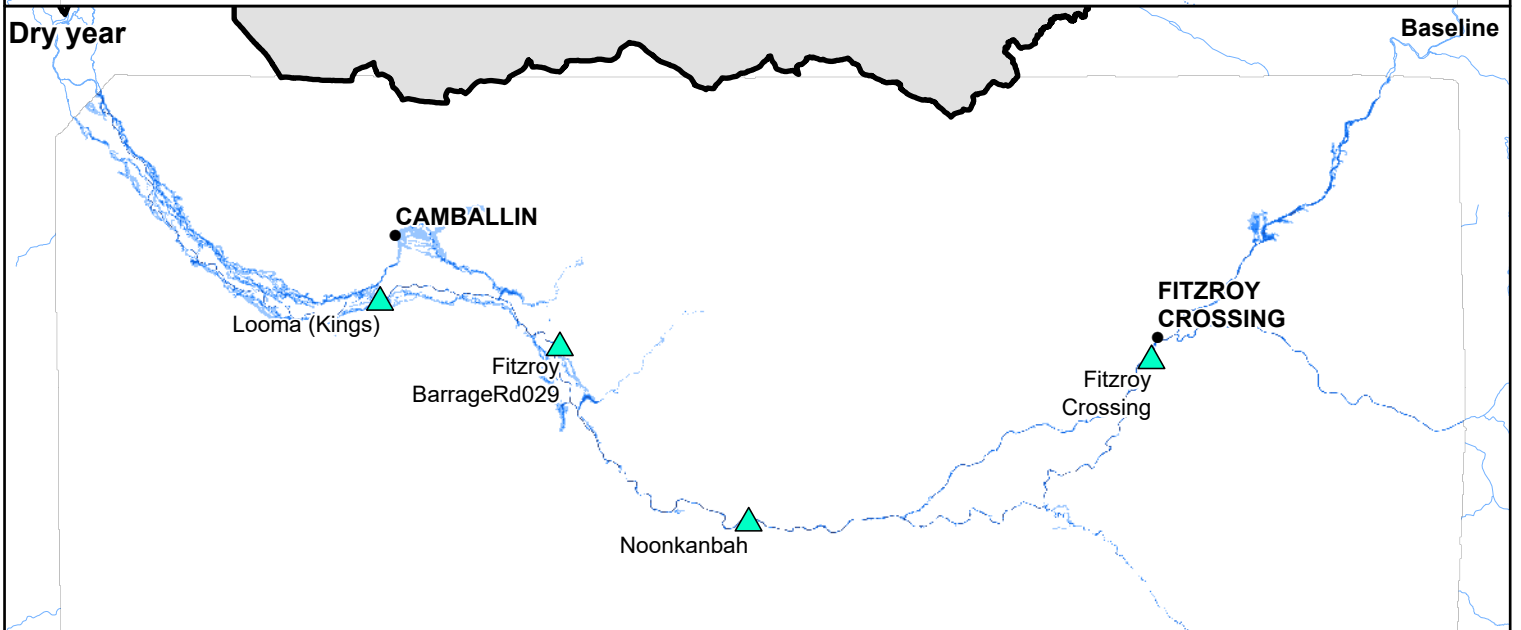 Dry year
Baseline
CAMBALLIN
Looma (Kings)
Fitzroy
BarrageRd029
Noonkanbah
FITZROY
CROSSING
Fitzroy
Crossing